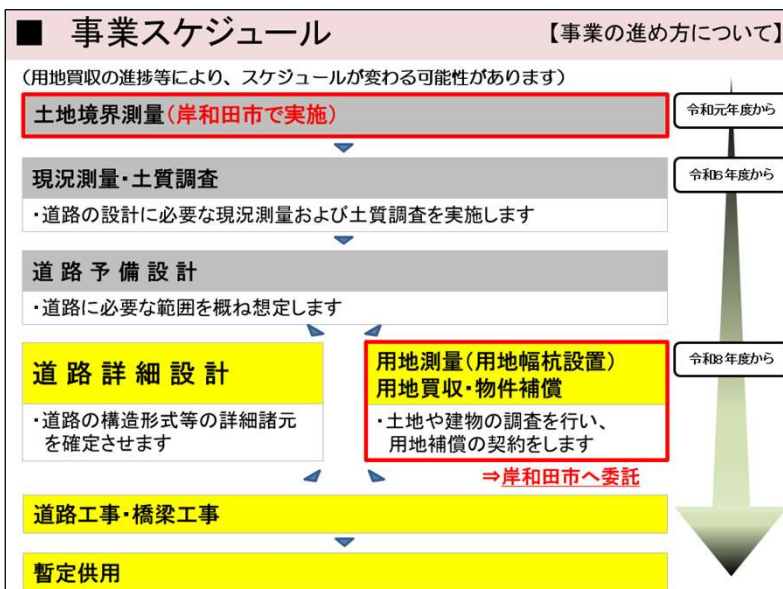 ■ 事業スケジュール
【事業の進め方について】
（用地買収の進捗等により、スケジュールが変わる可能性があります）
土地境界測量（岸和田市で実施）
令和元年度から
現況測量・土質調査
令和6年度から
・道路の設計に必要な現況測量および土質調査を実施します
道路予備設計
・道路に必要な範囲を概ね想定します
道路詳細設計
・道路の構造形式等の詳細諸元
を確定させます
用地測量（用地幅杭設置）
用地買収・物件補償
令和8年度から
・土地や建物の調査を行い、
用地補償の契約をします
⇒岸和田市へ委託
道路工事・橋梁工事
暫定供用